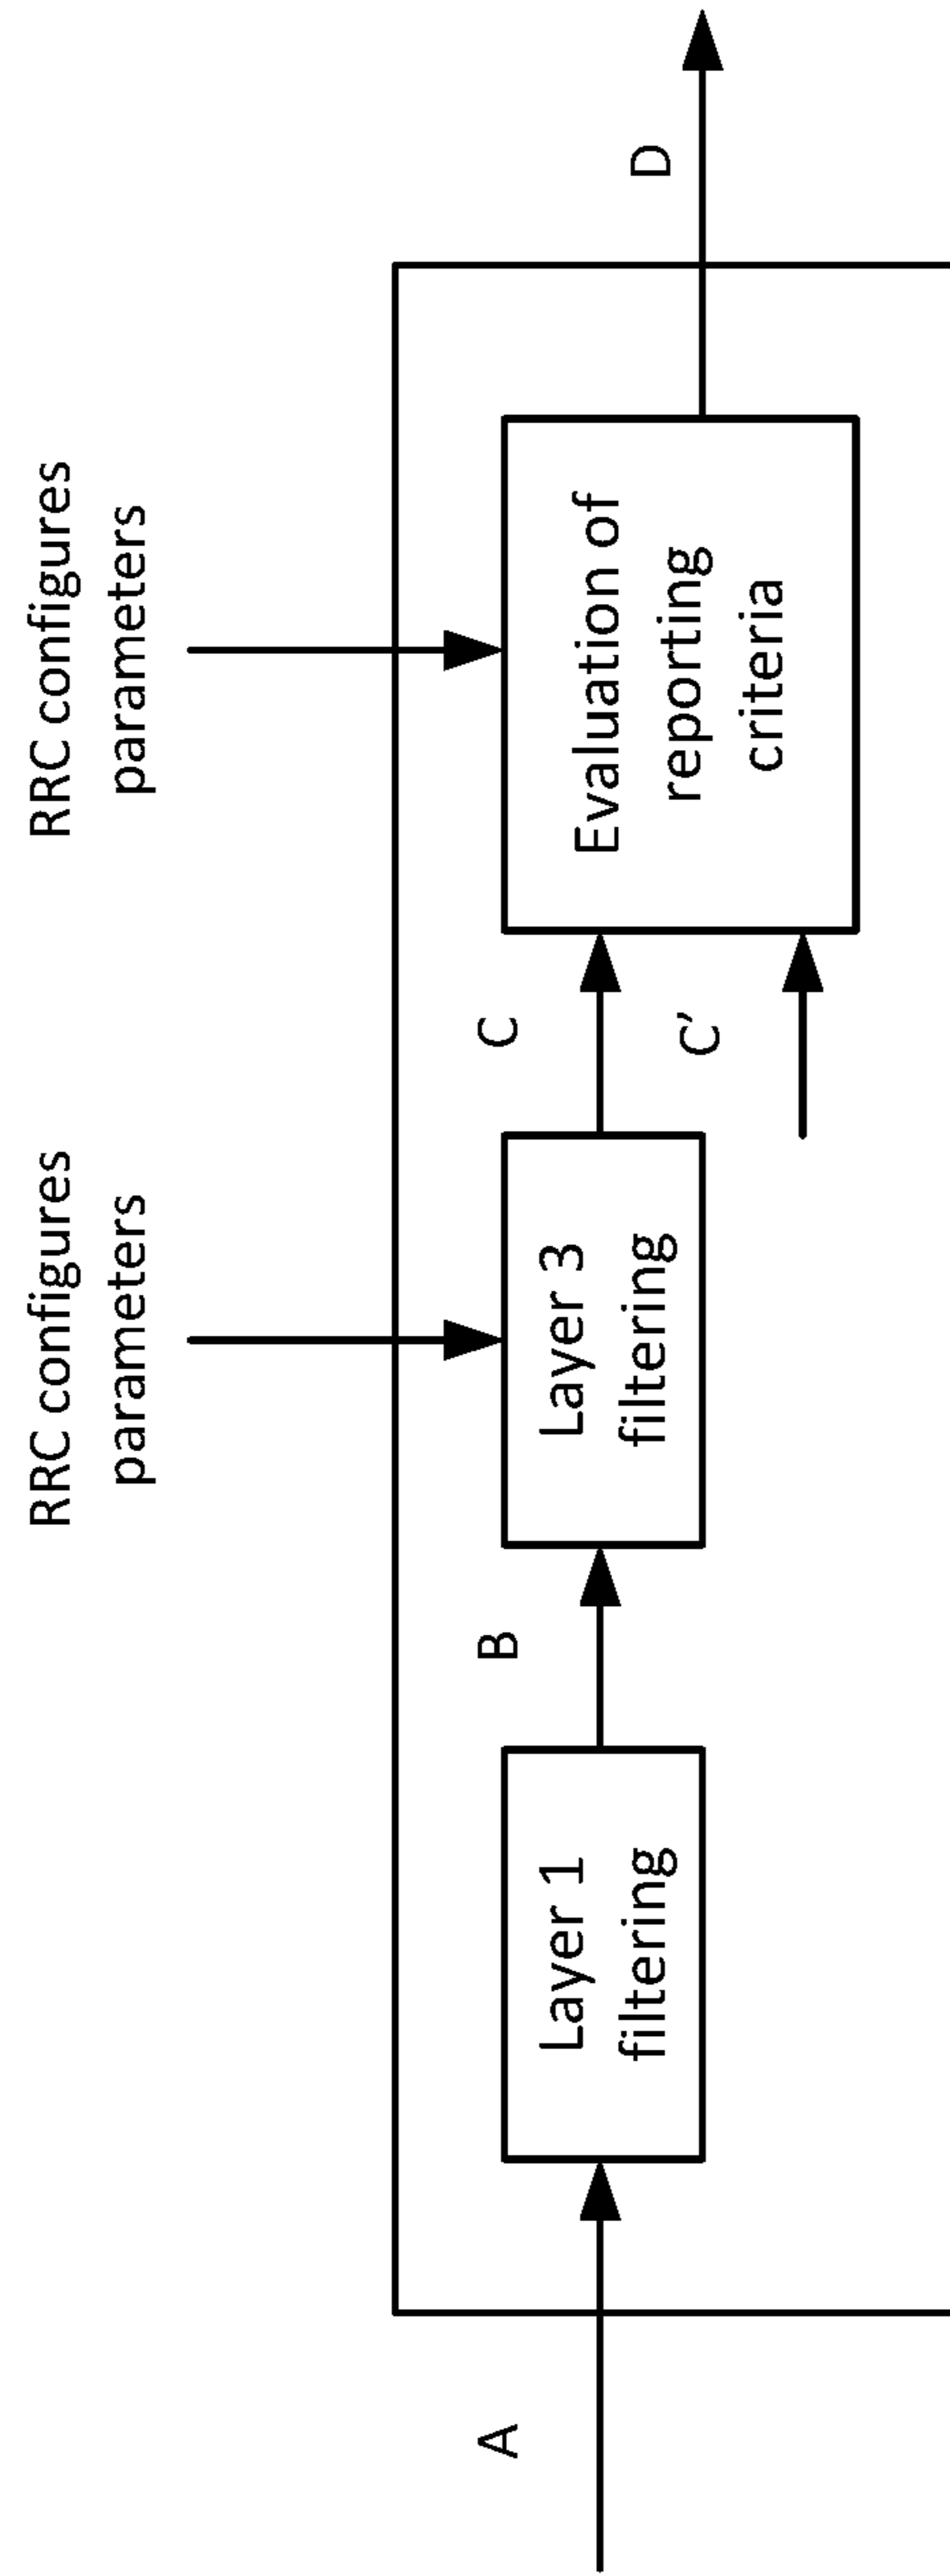 RRC configures
parameters
RRC configures
parameters
A
Layer 1
filtering
B
Layer 3
filtering
C
C’
Evaluation of
reporting
criteria
D